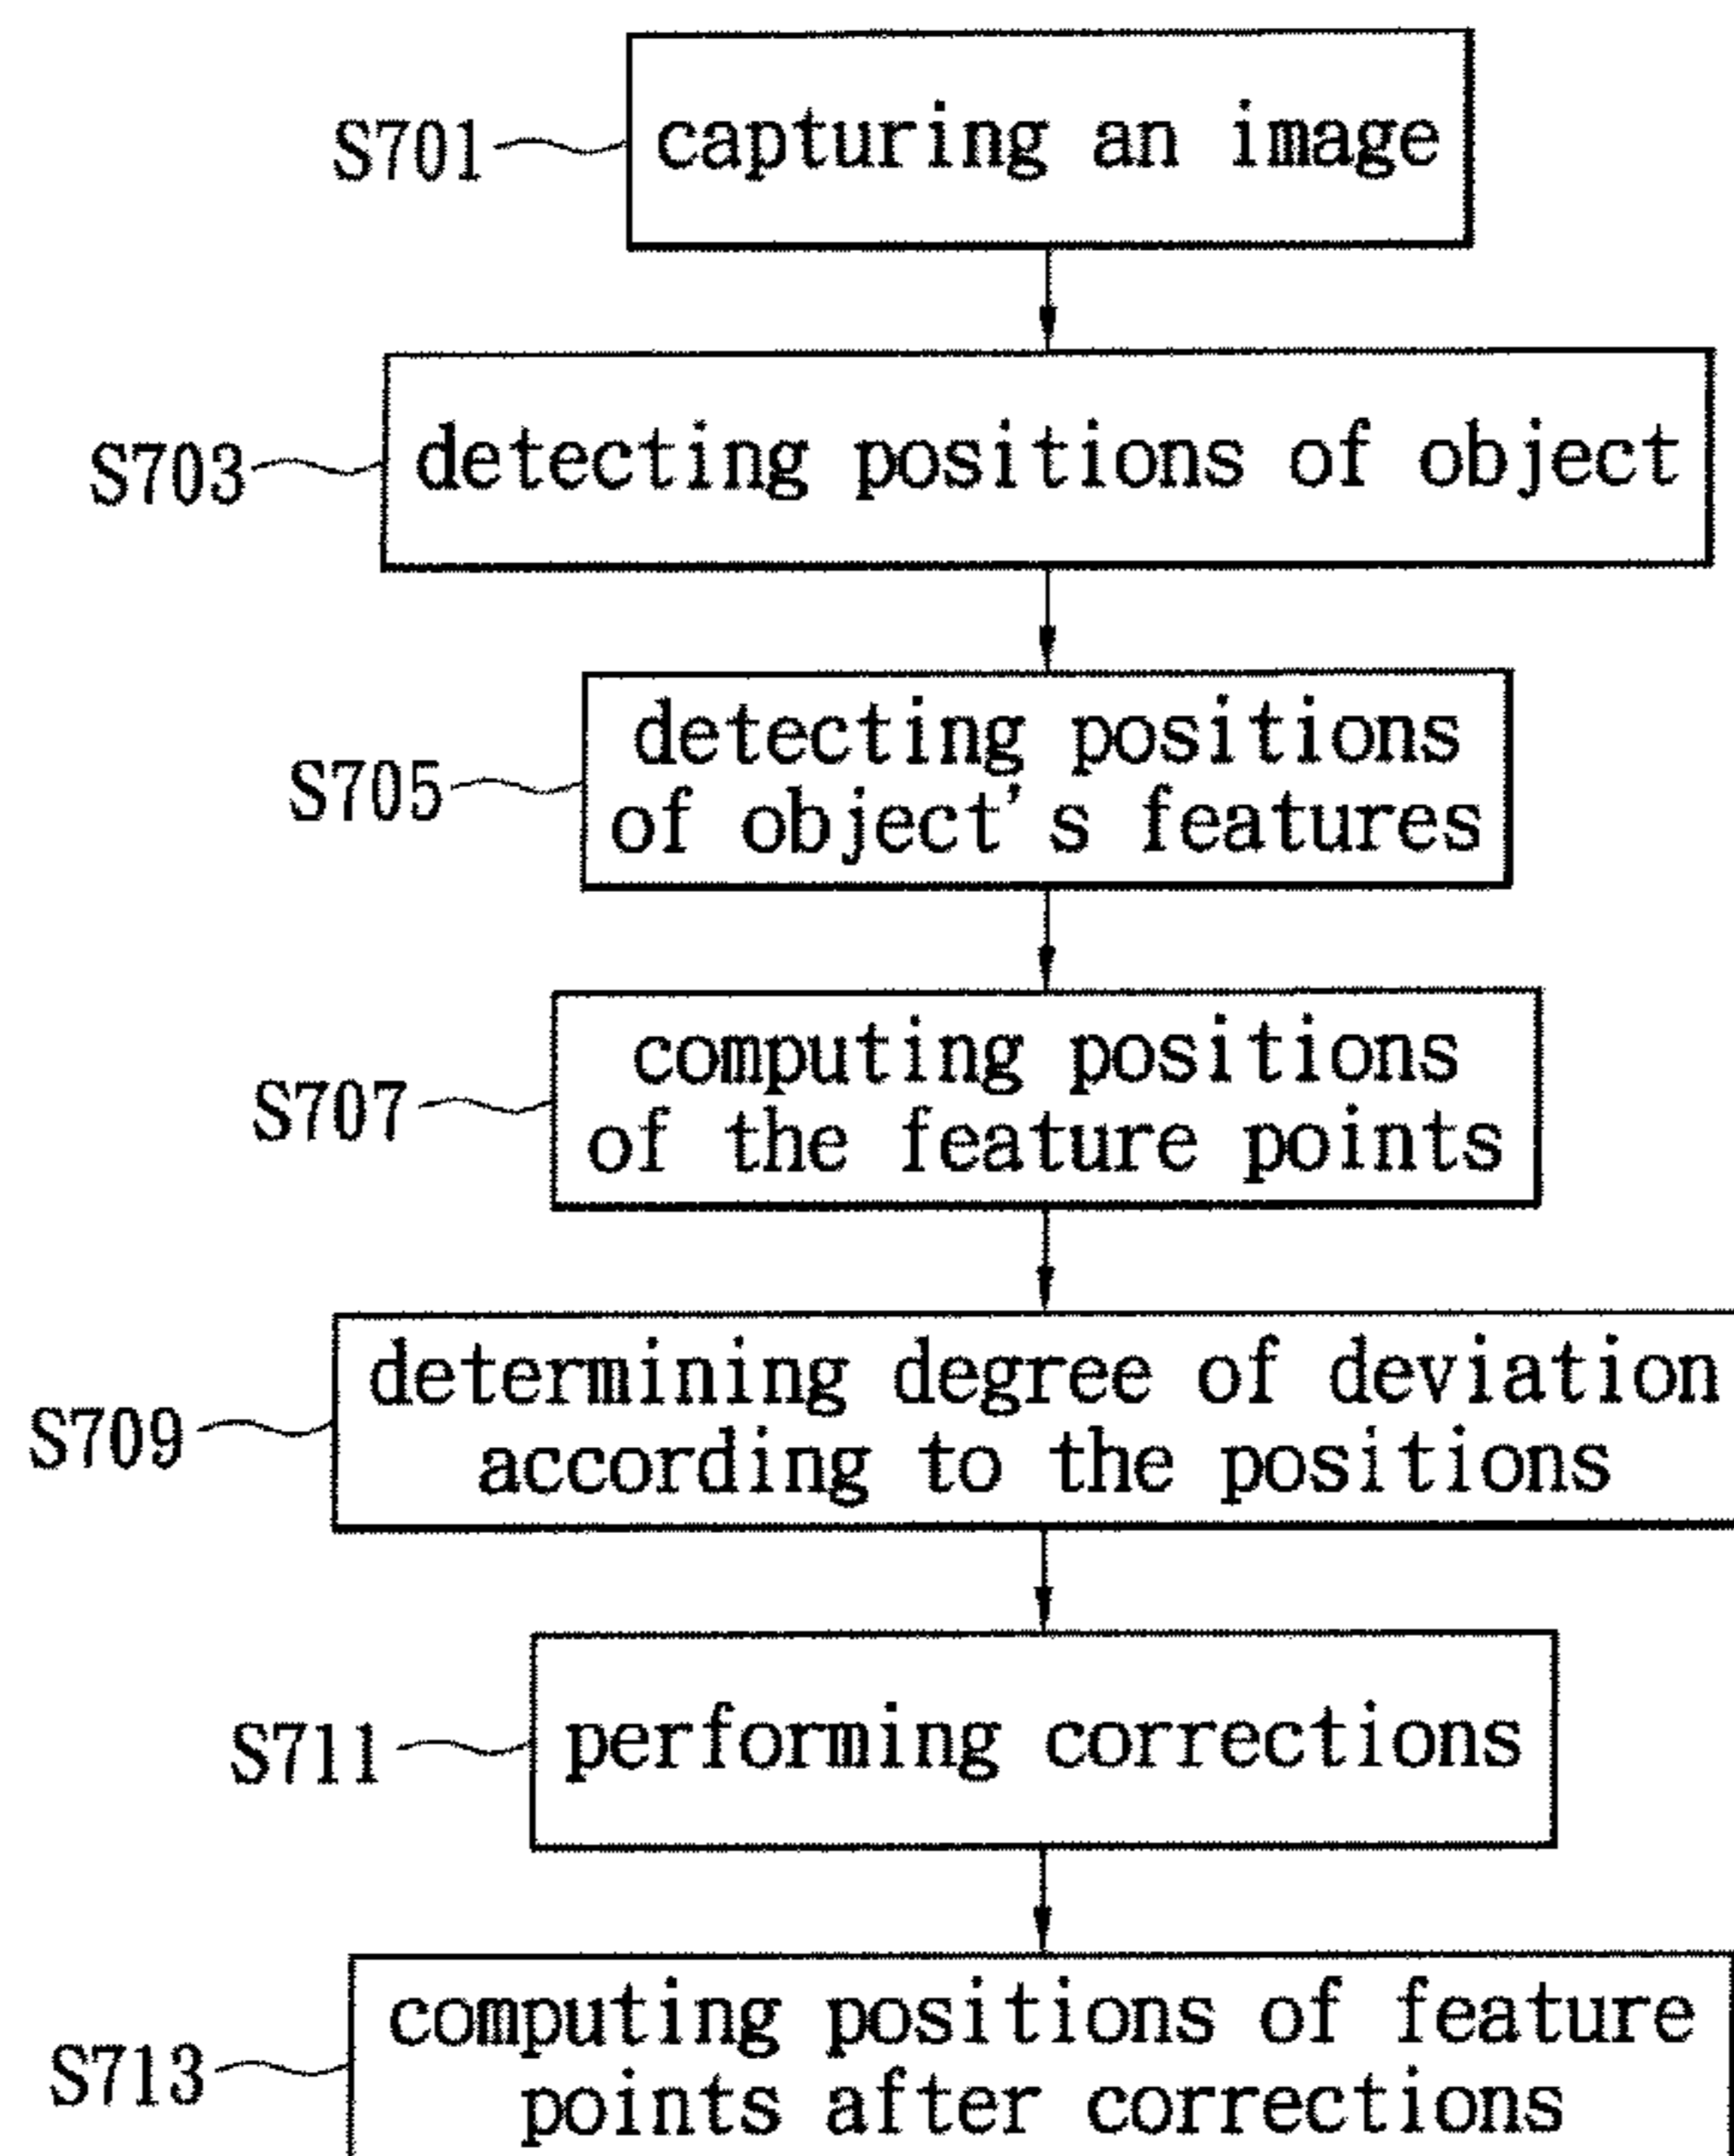 S701
capturing an image
S703
detecting positions of object
S705
detecting positions
of object's features
S707
computing positions
of the feature points
S709
determining degree of deviation
according to the positions
S711
performing corrections
S713
computing positions of feature
points after corrections